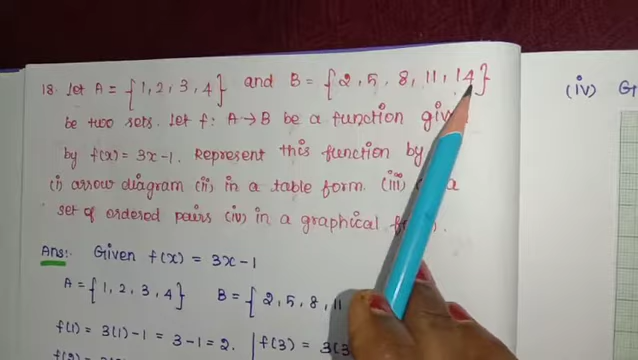 18. Let A = {1, 2, 3, 4} and B = {2, 5, 8, 11, 14}
be two sets. Let f: A→B be a function giv
by f(x) = 3x-1. Represent this function by
(i) arrow diagram (ii) in a table form. (iii) a
set of ordered pairs (iv) in a graphical f
Ans:- Given f(x) = 3x-1
A = {1, 2, 3, 4} B = {2, 5, 8, 11
f(1) = 3(1)-1 = 3-1 = 2. | f(3) = 3(3
f(2) =
(iv) G